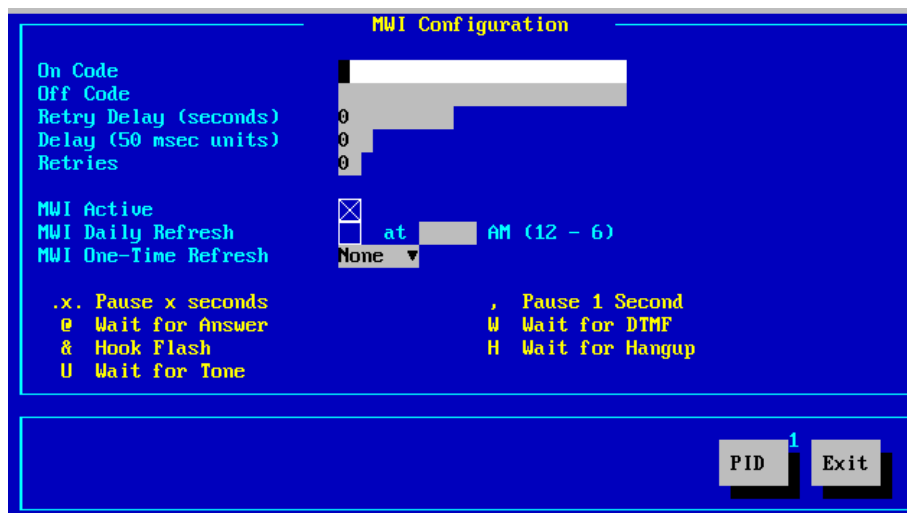 MWI Configuration
On Code
Off Code
Retry Delay (seconds) 0
Delay (50 msec units) 0
Retries 0
MWI Active
MWI Daily Refresh at AM (12 - 6)
MWI One-Time Refresh None ▼
.x. Pause x seconds , Pause 1 Second
@ Wait for Answer W Wait for DTMF
& Hook Flash H Wait for Hangup
U Wait for Tone
1
PID Exit